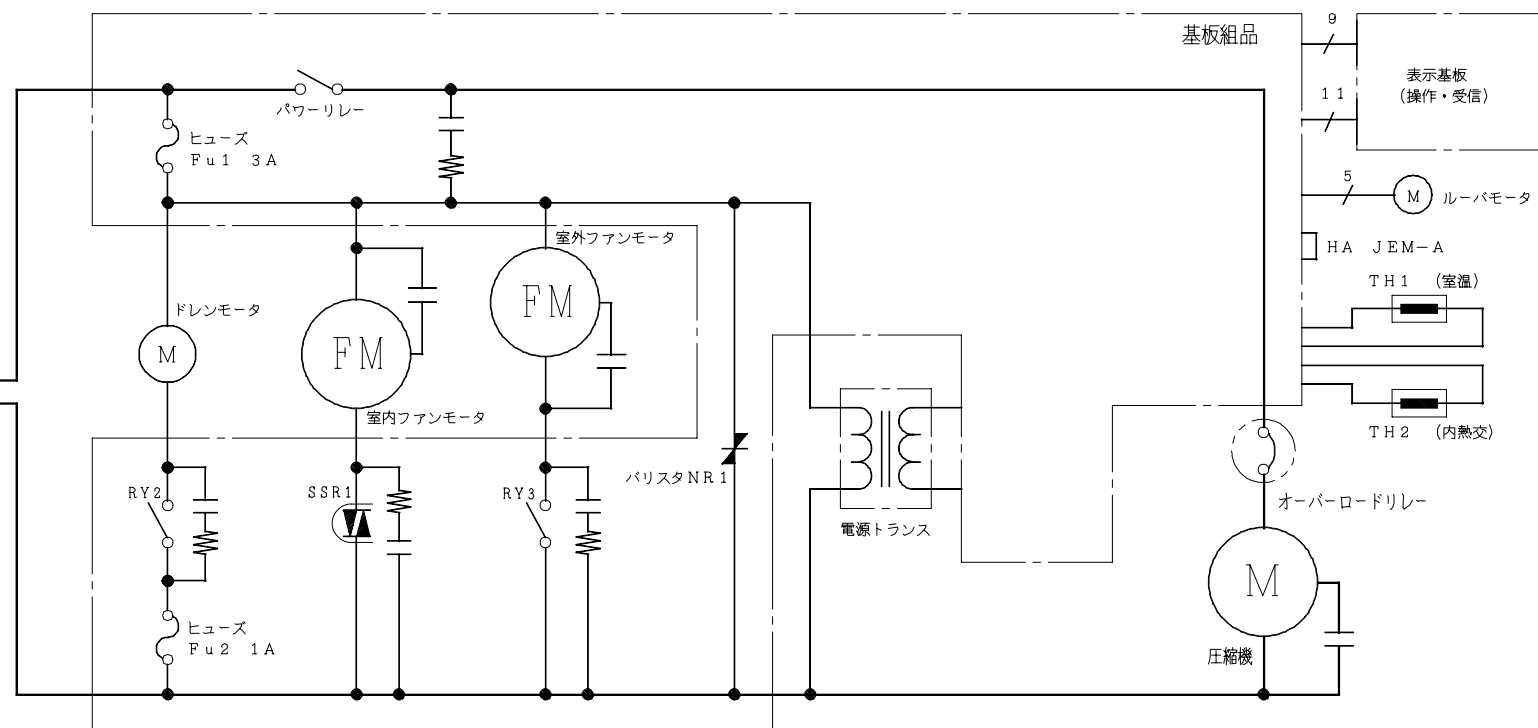 基板組品
9
表示基板
(操作・受信)
11
パワーリレー
ヒューズ
Fu1 3A
5
M
ルーバモータ
室外ファンモータ
HA JEM-A
TH1 (室温)
FM
ドレンモータ
M
FM
室内ファンモータ
TH2 (内熱交)
バリスタNR1
RY2
SSR1
RY3
オーバーロードリレー
電源トランス
M
ヒューズ
Fu2 1A
圧縮機